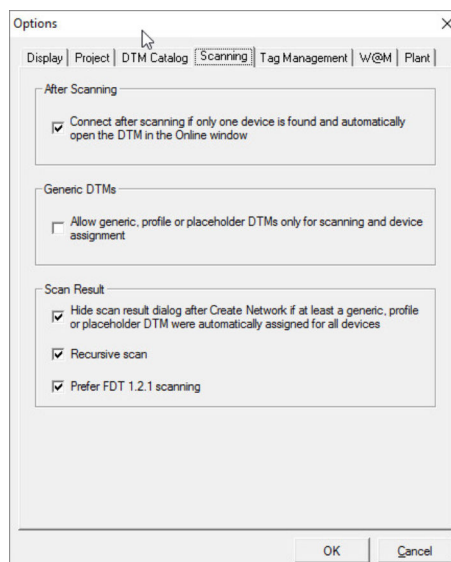 Options
Display Project DTM Catalog Scanning Tag Management W@M Plant
After Scanning
Connect after scanning if only one device is found and automatically
open the DTM in the Online window
Generic DTMs
Allow generic, profile or placeholder DTMs only for scanning and device
assignment
Scan Result
Hide scan result dialog after Create Network if at least a generic, profile
or placeholder DTM were automatically assigned for all devices
Recursive scan
Prefer FDT 1.2.1 scanning
OK Cancel